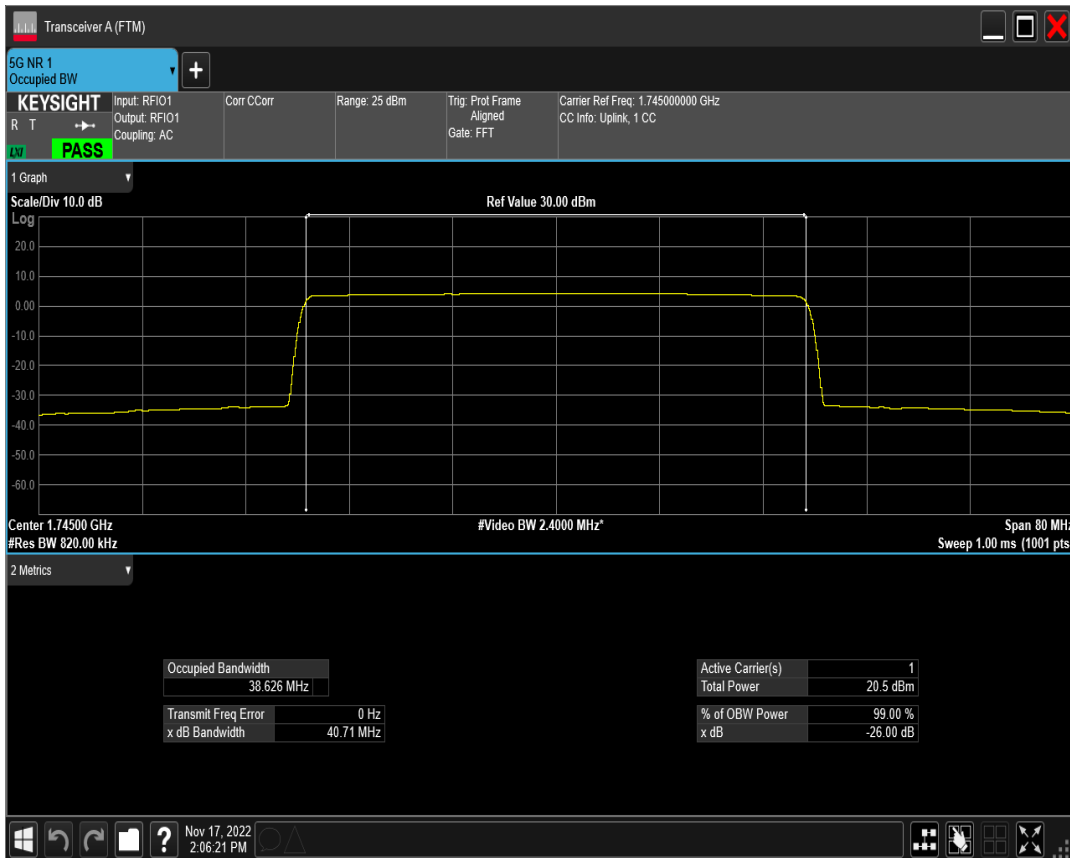 Transceiver A (FTM)
5G NR 1
Occupied BW
+
KEYSIGHT
R T
LXI
PASS
Input: RFIO1
Output: RFIO1
Coupling: AC
Corr CCorr
Range: 25 dBm
Trig: Prot Frame
Aligned
Gate: FFT
Carrier Ref Freq: 1.745000000 GHz
CC Info: Uplink, 1 CC
1 Graph
Scale/Div 10.0 dB
Ref Value 30.00 dBm
Log
20.0
10.0
0.00
-10.0
-20.0
-30.0
-40.0
-50.0
-60.0
Center 1.74500 GHz
#Video BW 2.4000 MHz*
Span 80 MHz
#Res BW 820.00 kHz
Sweep 1.00 ms (1001 pts
2 Metrics
Occupied Bandwidth
38.626 MHz
Transmit Freq Error 0 Hz
x dB Bandwidth 40.71 MHz
Active Carrier(s) 1
Total Power 20.5 dBm
% of OBW Power 99.00 %
x dB -26.00 dB
?
Nov 17, 2022
2:06:21 PM